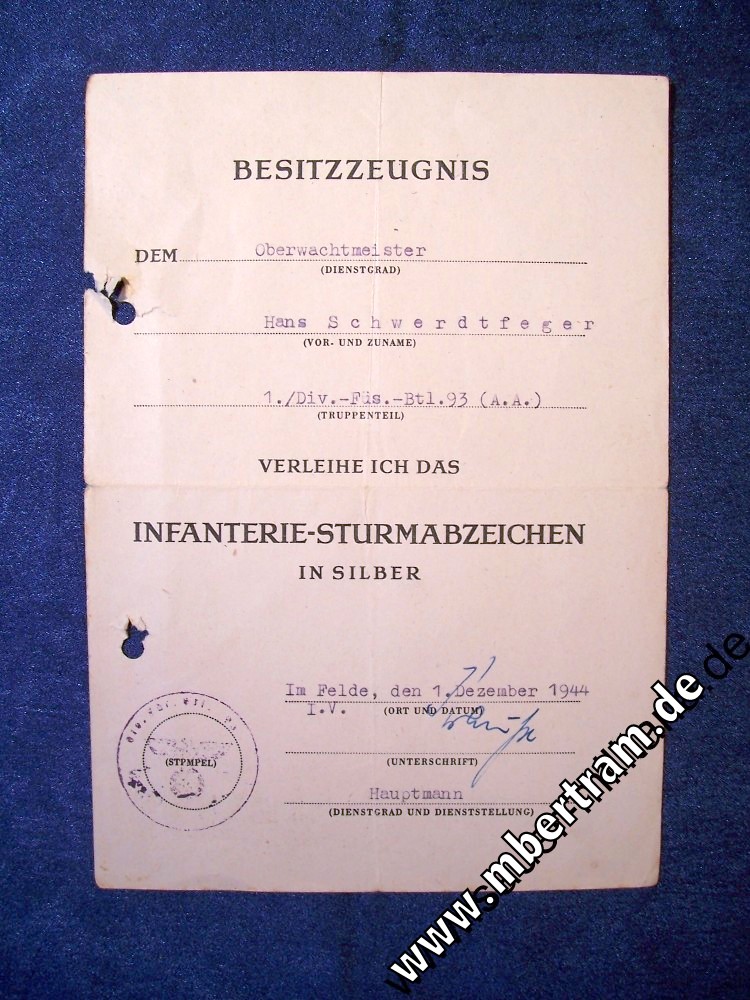 BESITZZEUGNIS
DEM Oberwachtmeister
(DIENSTGRAD)
Hans Schwerdtfeger
(VOR- UND ZUNAME)
1./Div.-Füs.-Btl.93 (A.A.)
(TRUPPENTEIL)
VERLEIHE ICH DAS
INFANTERIE-STURMABZEICHEN
IN SILBER
Im Felde, den 1.Dezember 1944
I.V. (ORT UND DATUM)
(STPMPEL)
(UNTERSCHRIFT)
Hauptmann
(DIENSTGRAD UND DIENSTSTELLUNG)
www.mbertram.de